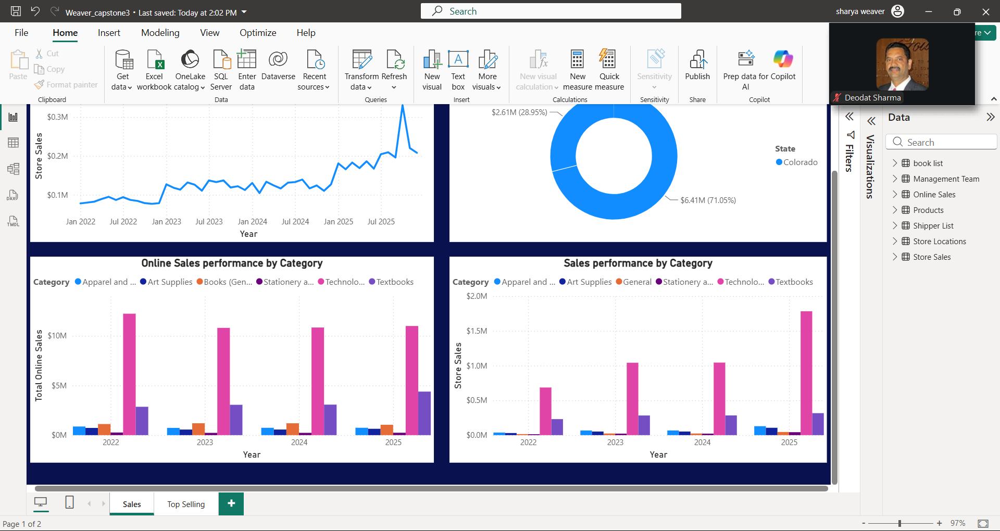 Weaver_capstone3 • Last saved: Today at 2:02 PM
Search
sharya weaver
File Home Insert Modeling View Optimize Help
re
Paste
Cut
Copy
Format painter
Clipboard
Get data
Excel workbook
OneLake catalog
SQL Server
Enter data
Dataverse
Recent sources
Data
Transform data
Refresh
Queries
New visual
Text box
More visuals
Insert
New visual calculation
New measure
Quick measure
Calculations
Sensitivity
Sensitivity
Publish
Share
Prep data for AI
Copilot
Copilot
Deodat Sharma
DAX
TMDL
Store Sales
$0.3M
$0.2M
$0.1M
Jan 2022 Jul 2022 Jan 2023 Jul 2023 Jan 2024 Jul 2024 Jan 2025 Jul 2025
Year
$2.61M (28.95%)
$6.41M (71.05%)
State
Colorado
Online Sales performance by Category
Category Apparel and ... Art Supplies Books (Gen... Stationery a... Technolo... Textbooks
Total Online Sales
$10M
$5M
$0M
2022 2023 2024 2025
Year
Sales performance by Category
Category Apparel and ... Art Supplies General Stationery a... Technolo... Textbooks
Store Sales
$2.0M
$1.5M
$1.0M
$0.5M
$0.0M
2022 2023 2024 2025
Year
Filters
Visualizations
Data
Search
book list
Management Team
Online Sales
Products
Shipper List
Store Locations
Store Sales
Sales
Top Selling
+
Page 1 of 2
- + 97%